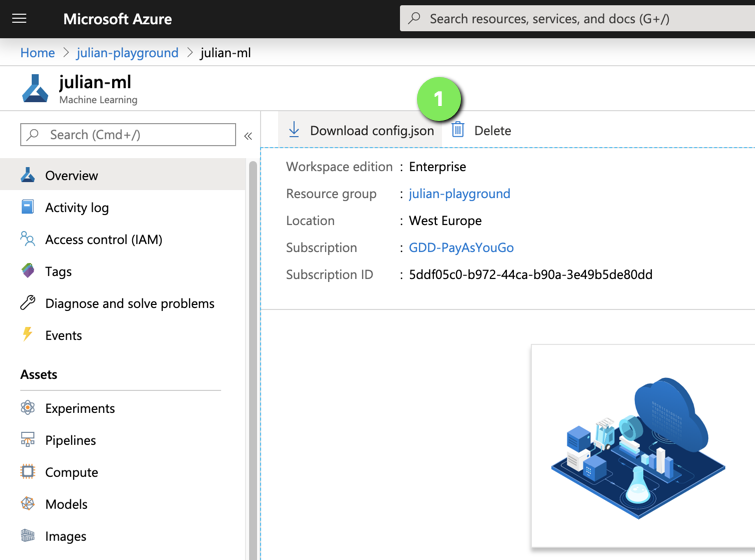 Microsoft Azure
Search resources, services, and docs (G+/)
Home > julian-playground > julian-ml
julian-ml
Machine Learning
1
Search (Cmd+/)
«
Download config.json
Delete
Overview
Activity log
Access control (IAM)
Tags
Diagnose and solve problems
Events
Assets
Experiments
Pipelines
Compute
Models
Images
Workspace edition : Enterprise
Resource group : julian-playground
Location : West Europe
Subscription : GDD-PayAsYouGo
Subscription ID : 5ddf05c0-b972-44ca-b90a-3e49b5de80dd